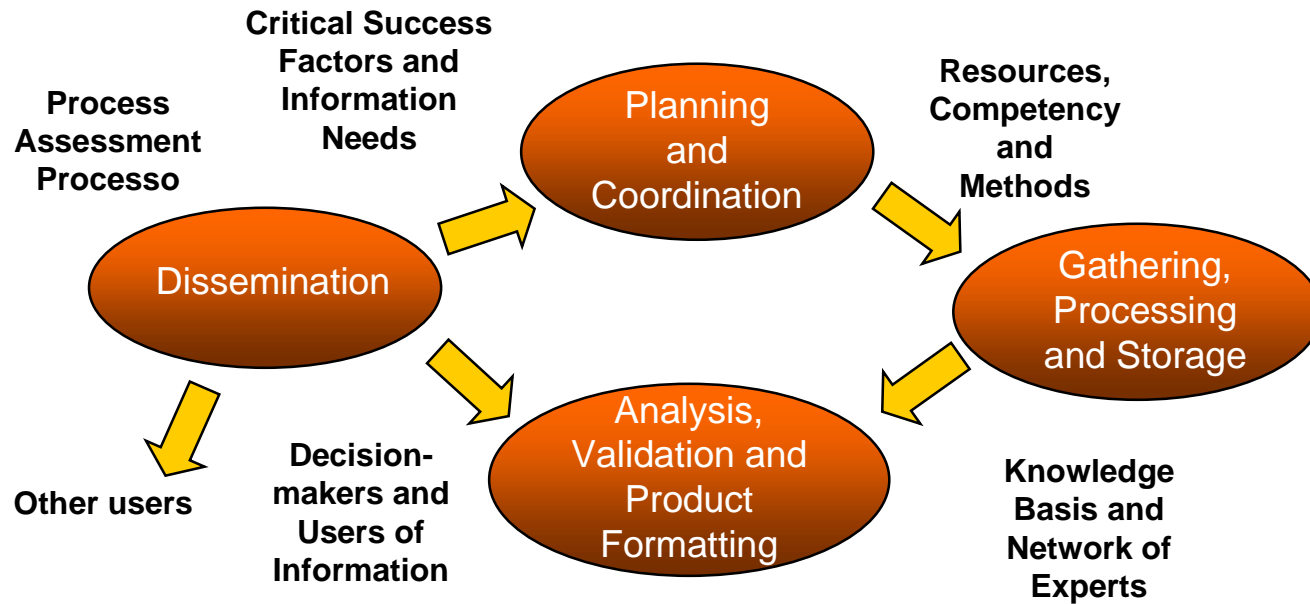 Critical Success
Factors and
Information
Needs
Process
Assessment
Processo
Planning
and
Coordination
Resources,
Competency
and
Methods
Dissemination
Gathering,
Processing
and Storage
Analysis,
Validation and
Product
Formatting
Other users
Decision-
makers and
Users of
Information
Knowledge
Basis and
Network of
Experts